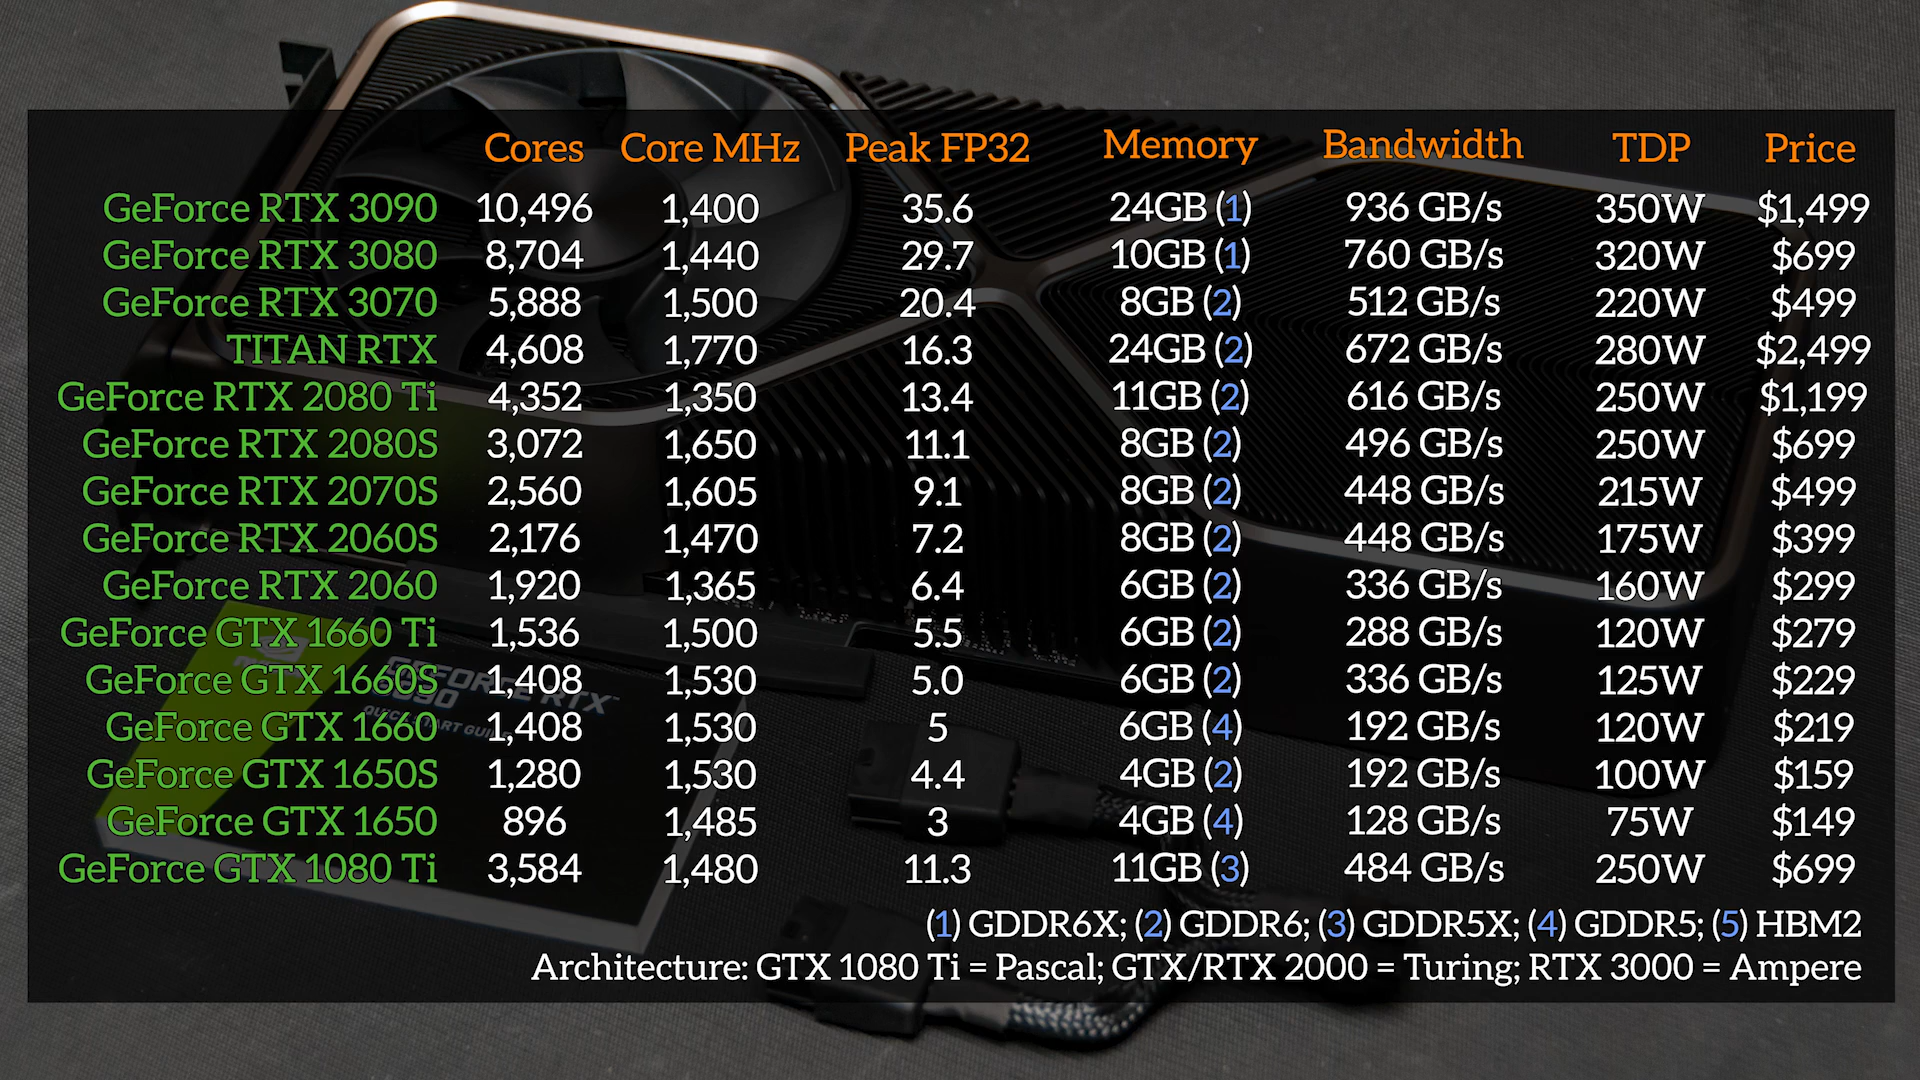 Cores Core MHz Peak FP32 Memory Bandwidth TDP Price
GeForce RTX 3090 10,496 1,400 35.6 24GB (1) 936 GB/s 350W $1,499
GeForce RTX 3080 8,704 1,440 29.7 10GB (1) 760 GB/s 320W $699
GeForce RTX 3070 5,888 1,500 20.4 8GB (2) 512 GB/s 220W $499
TITAN RTX 4,608 1,770 16.3 24GB (2) 672 GB/s 280W $2,499
GeForce RTX 2080 Ti 4,352 1,350 13.4 11GB (2) 616 GB/s 250W $1,199
GeForce RTX 2080S 3,072 1,650 11.1 8GB (2) 496 GB/s 250W $699
GeForce RTX 2070S 2,560 1,605 9.1 8GB (2) 448 GB/s 215W $499
GeForce RTX 2060S 2,176 1,470 7.2 8GB (2) 448 GB/s 175W $399
GeForce RTX 2060 1,920 1,365 6.4 6GB (2) 336 GB/s 160W $299
GeForce GTX 1660 Ti 1,536 1,500 5.5 6GB (2) 288 GB/s 120W $279
GeForce GTX 1660S 1,408 1,530 5.0 6GB (2) 336 GB/s 125W $229
GeForce GTX 1660 1,408 1,530 5 6GB (4) 192 GB/s 120W $219
GeForce GTX 1650S 1,280 1,530 4.4 4GB (2) 192 GB/s 100W $159
GeForce GTX 1650 896 1,485 3 4GB (4) 128 GB/s 75W $149
GeForce GTX 1080 Ti 3,584 1,480 11.3 11GB (3) 484 GB/s 250W $699
(1) GDDR6X; (2) GDDR6; (3) GDDR5X; (4) GDDR5; (5) HBM2
Architecture: GTX 1080 Ti = Pascal; GTX/RTX 2000 = Turing; RTX 3000 = Ampere
GEFORCE RTX
QUICK START GUIDE